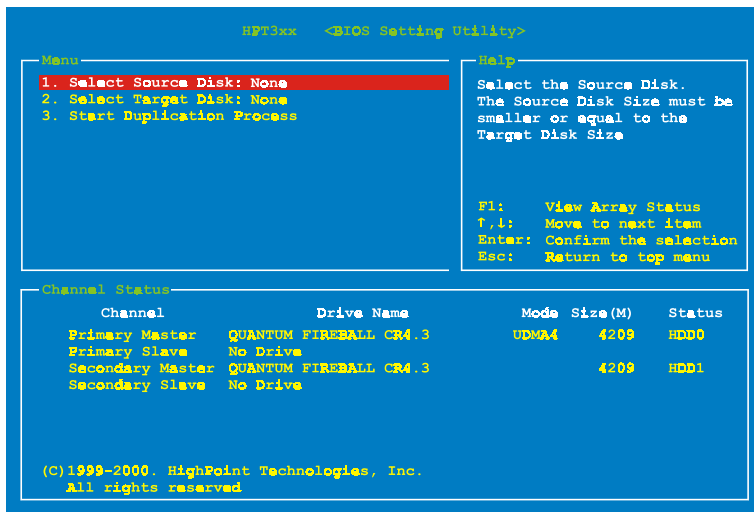 HPT3xx <BIOS Setting Utility>
Menu
1. Select Source Disk: None
2. Select Target Disk: None
3. Start Duplication Process
Help
Select the Source Disk.
The Source Disk Size must be
smaller or equal to the
Target Disk Size
F1: View Array Status
↑,↓: Move to next item
Enter: Confirm the selection
Esc: Return to top menu
Channel Status
Channel Drive Name Mode Size(M) Status
Primary Master QUANTUM FIREBALL CR4.3 UDMA4 4209 HDD0
Primary Slave No Drive
Secondary Master QUANTUM FIREBALL CR4.3 4209 HDD1
Secondary Slave No Drive
(C)1999-2000. HighPoint Technologies, Inc.
All rights reserved